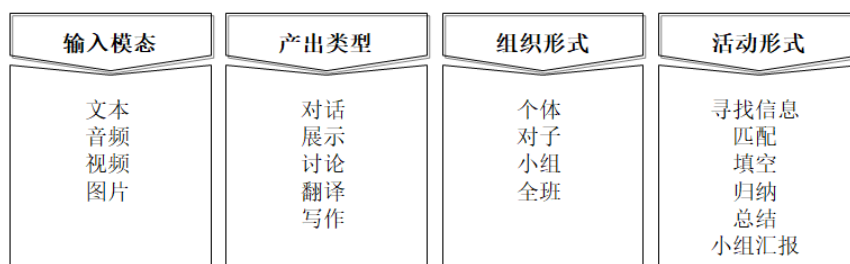 输入模态
文本
音频
视频
图片
产出类型
对话
展示
讨论
翻译
写作
组织形式
个体
对子
小组
全班
活动形式
寻找信息
匹配
填空
归纳
总结
小组汇报